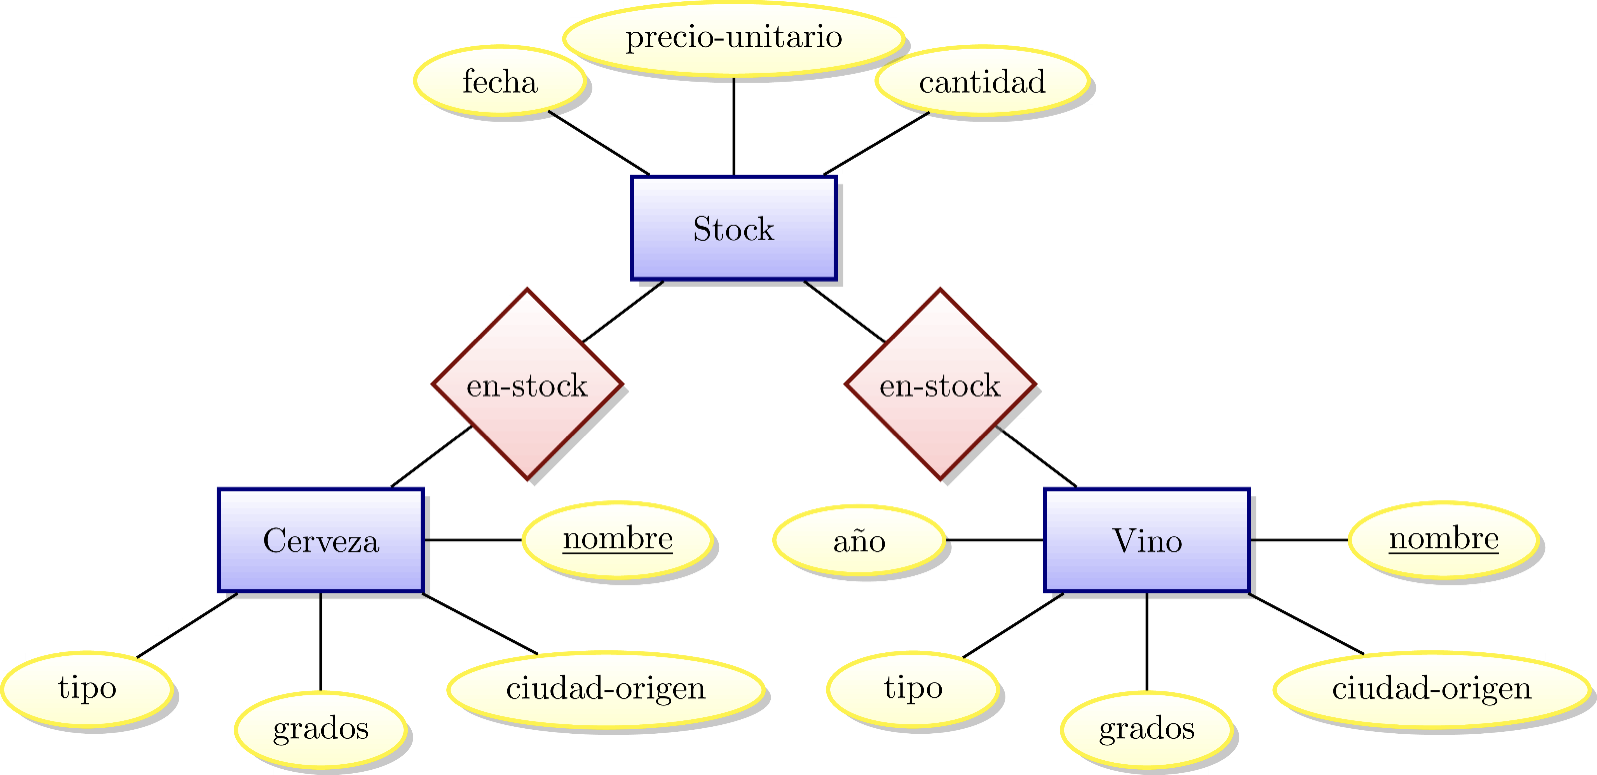 precio-unitario
fecha
cantidad
Stock
en-stock
en-stock
Cerveza
nombre
año
Vino
nombre
tipo
grados
ciudad-origen
tipo
grados
ciudad-origen